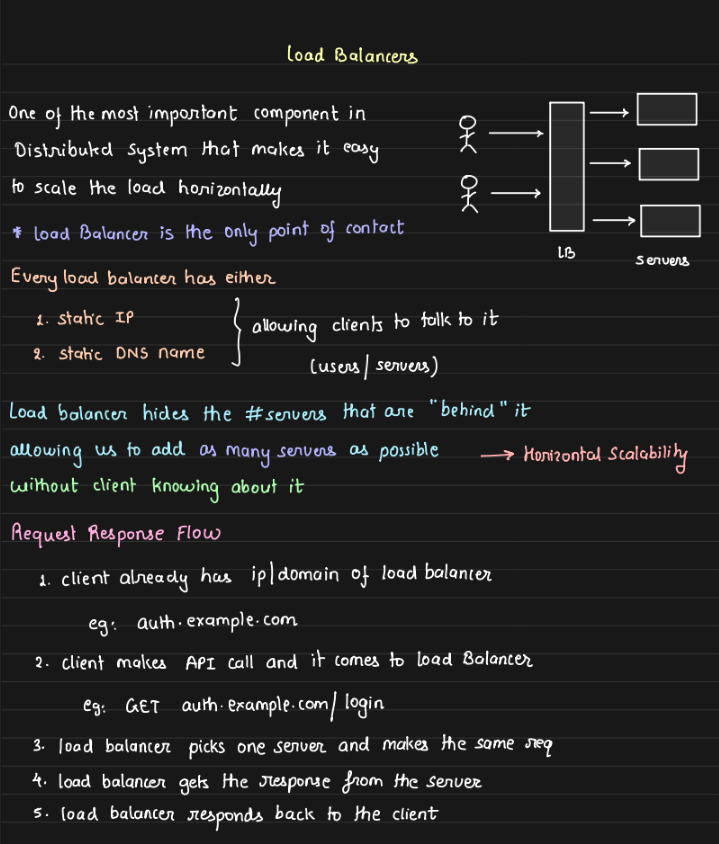 Load Balancers
One of the most important component in
Distributed System that makes it easy
to scale the load horizontally
* Load Balancer is the only point of contact
LB
servers
Every load balancer has either
1. static IP
2. static DNS name
allowing clients to talk to it
(users/servers)
Load balancer hides the #servers that are "behind" it
allowing us to add as many servers as possible → Horizontal Scalability
without client knowing about it
Request Response Flow
1. client already has ip|domain of load balancer
eg: auth.example.com
2. client makes API call and it comes to Load Balancer
eg: GET auth.example.com/login
3. load balancer picks one server and makes the same req
4. load balancer gets the response from the server
5. load balancer responds back to the client